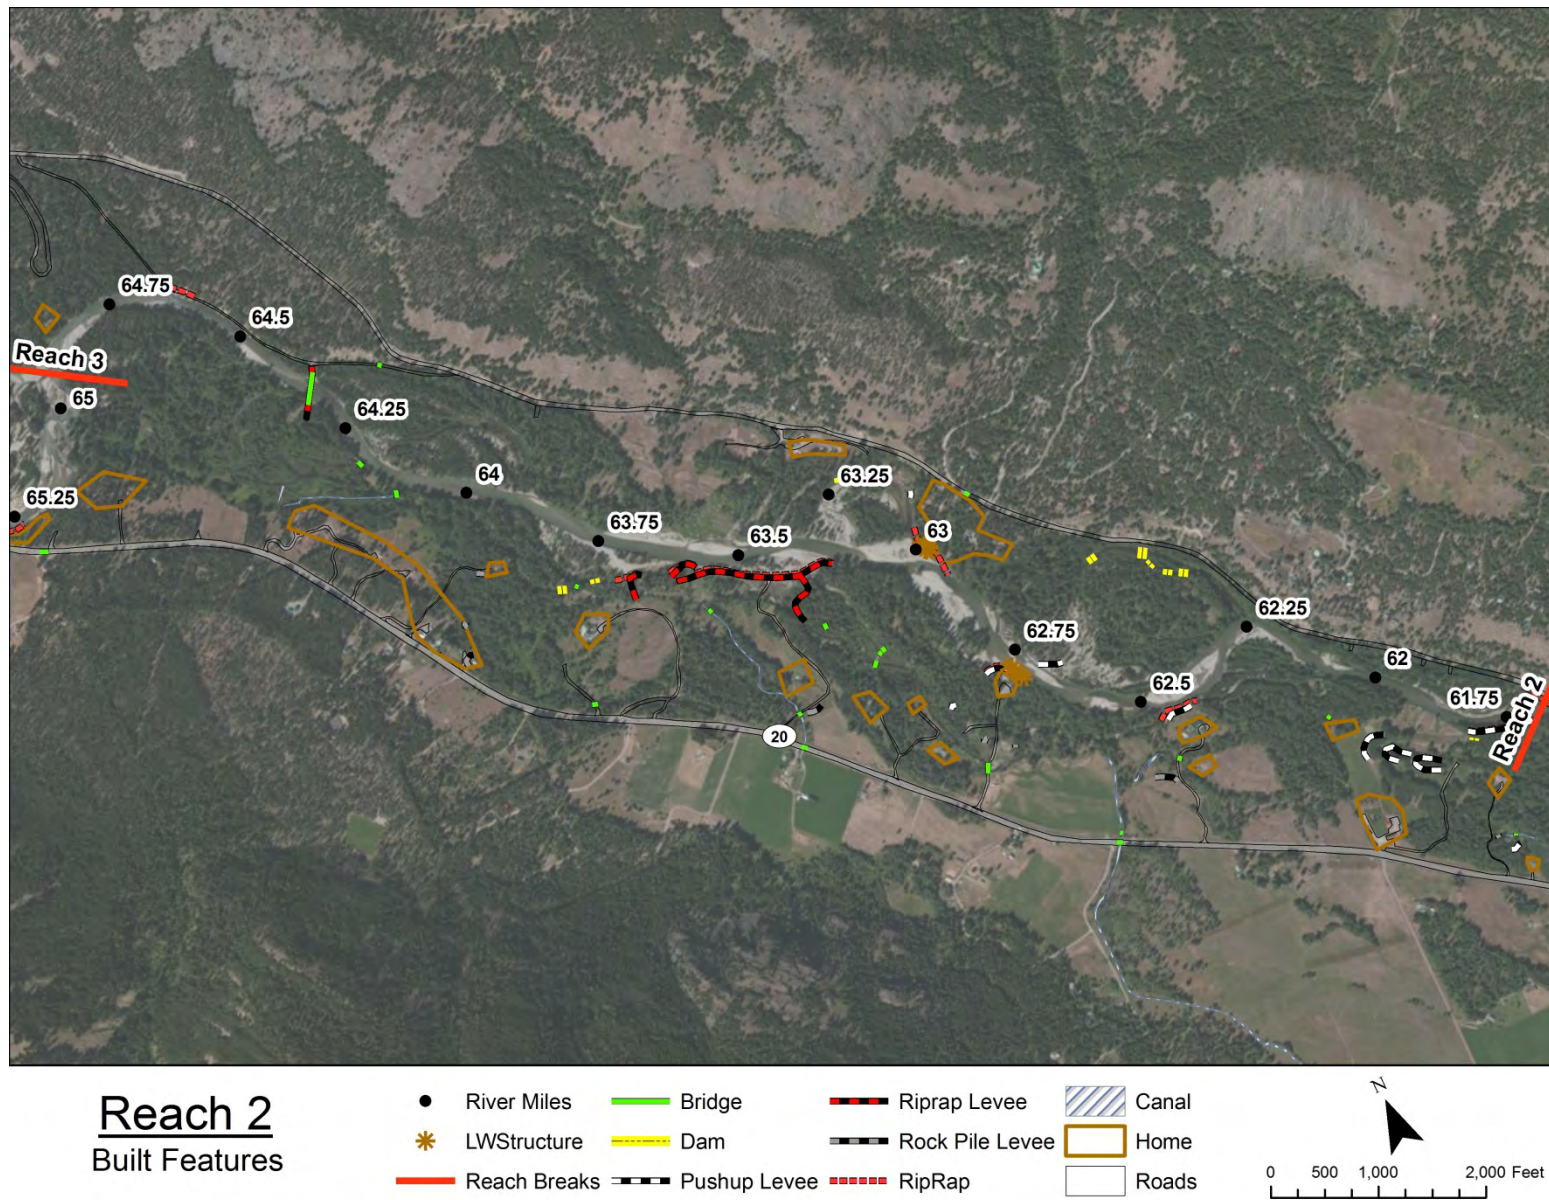 64.75
64.5
Reach 3
65
64.25
65.25
64
63.75
63.5
63.25
63
62.75
62.5
62.25
62
61.75
Reach 2
20
Reach 2
Built Features
River Miles
LWStructure
Reach Breaks
Bridge
Dam
Pushup Levee
Riprap Levee
Rock Pile Levee
RipRap
Canal
Home
Roads
N
0 500 1,000 2,000 Feet